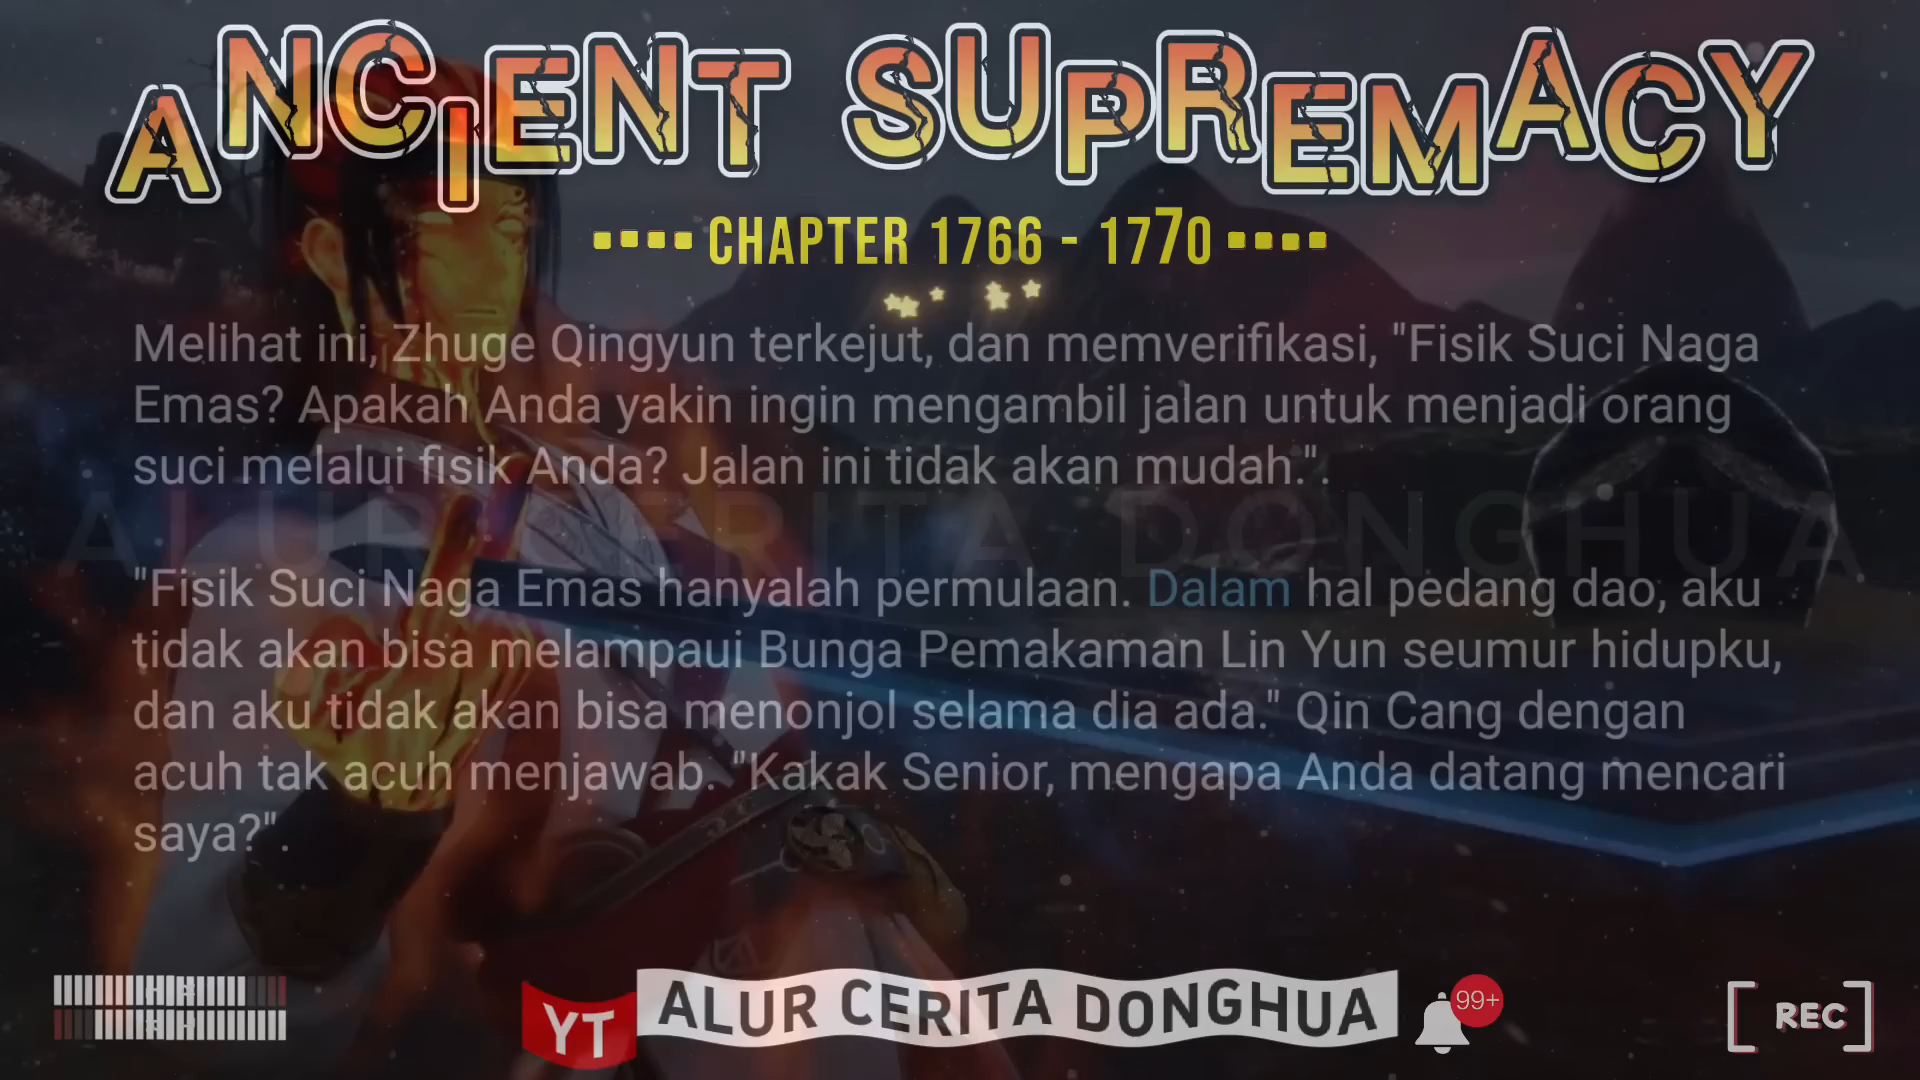 ANCIENT SUPREMACY
CHAPTER 1766 - 1770
Melihat ini, Zhuge Qingyun terkejut, dan memverifikasi, "Fisik Suci Naga
Emas? Apakah Anda yakin ingin mengambil jalan untuk menjadi orang
suci melalui fisik Anda? Jalan ini tidak akan mudah.".
ALUR CERITA DONGHUA
"Fisik Suci Naga Emas hanyalah permulaan. Dalam hal pedang dao, aku
tidak akan bisa melampaui Bunga Pemakaman Lin Yun seumur hidupku,
dan aku tidak akan bisa menonjol selama dia ada." Qin Cang dengan
acuh tak acuh menjawab. "Kakak Senior, mengapa Anda datang mencari
saya?".
YT ALUR CERITA DONGHUA 99+
REC